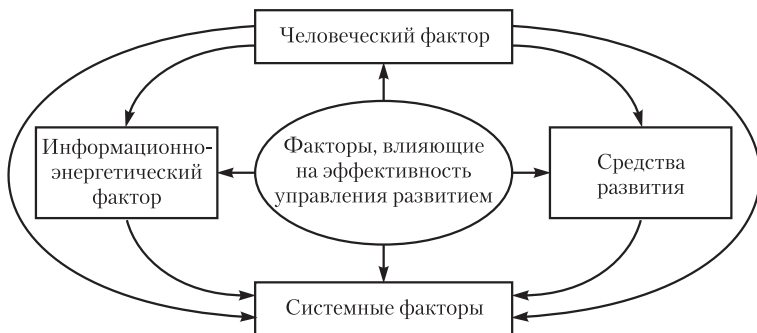 Человеческий фактор
Информационно-
энергетический
фактор
Факторы, влияющие
на эффективность
управления развитием
Средства
развития
Системные факторы